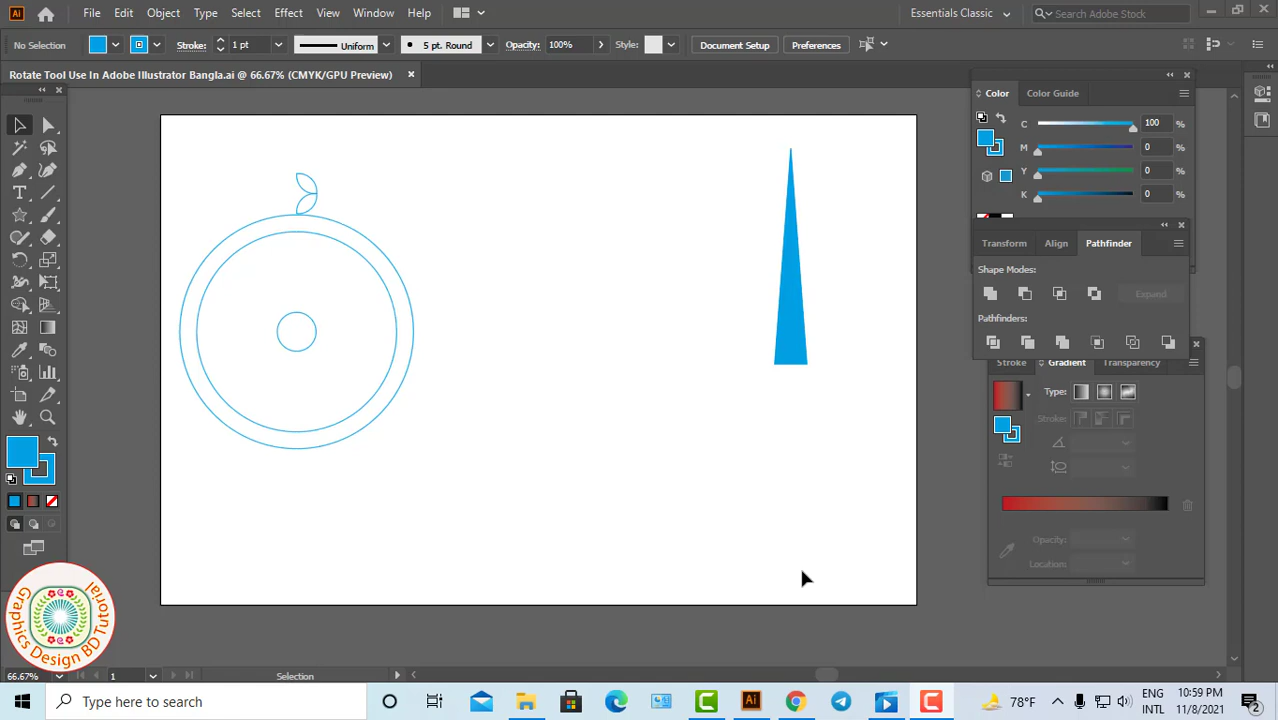 Ai File Edit Object Type Select Effect View Window Help Essentials Classic Search Adobe Stock
No Selection Stroke: 1 pt Uniform 5 pt. Round Opacity: 100% Style: Document Setup Preferences
Rotate Tool Use In Adobe Illustrator Bangla.ai @ 66.67% (CMYK/GPU Preview)
Color Color Guide
C 100 %
M 0 %
Y 0 %
K 0 %
Transform Align Pathfinder
Shape Modes:
Expand
Pathfinders:
Stroke Gradient Transparency
Type:
Stroke:
Opacity:
Location:
Graphics Design BD Tutorial
66.67% 1 Selection
Type here to search
Ai
78°F
ENG
INTL
10:59 PM
11/8/2021
2